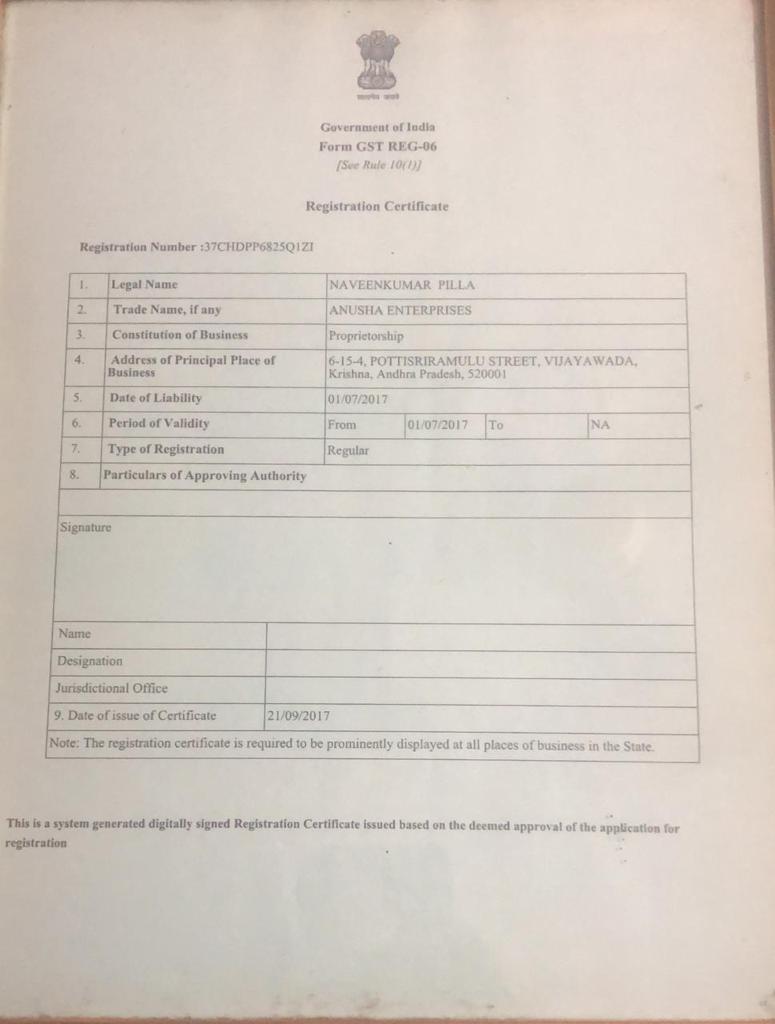 सत्यमेव जयते
Government of India
Form GST REG-06
[See Rule 10(1)]
Registration Certificate
Registration Number :37CHDPP6825Q1ZI
1. Legal Name NAVEENKUMAR PILLA
2. Trade Name, if any ANUSHA ENTERPRISES
3. Constitution of Business Proprietorship
4. Address of Principal Place of Business 6-15-4, POTTISRIRAMULU STREET, VIJAYAWADA, Krishna, Andhra Pradesh, 520001
5. Date of Liability 01/07/2017
6. Period of Validity From 01/07/2017 To NA
7. Type of Registration Regular
8. Particulars of Approving Authority
Signature
Name
Designation
Jurisdictional Office
9. Date of issue of Certificate 21/09/2017
Note: The registration certificate is required to be prominently displayed at all places of business in the State.
This is a system generated digitally signed Registration Certificate issued based on the deemed approval of the application for
registration